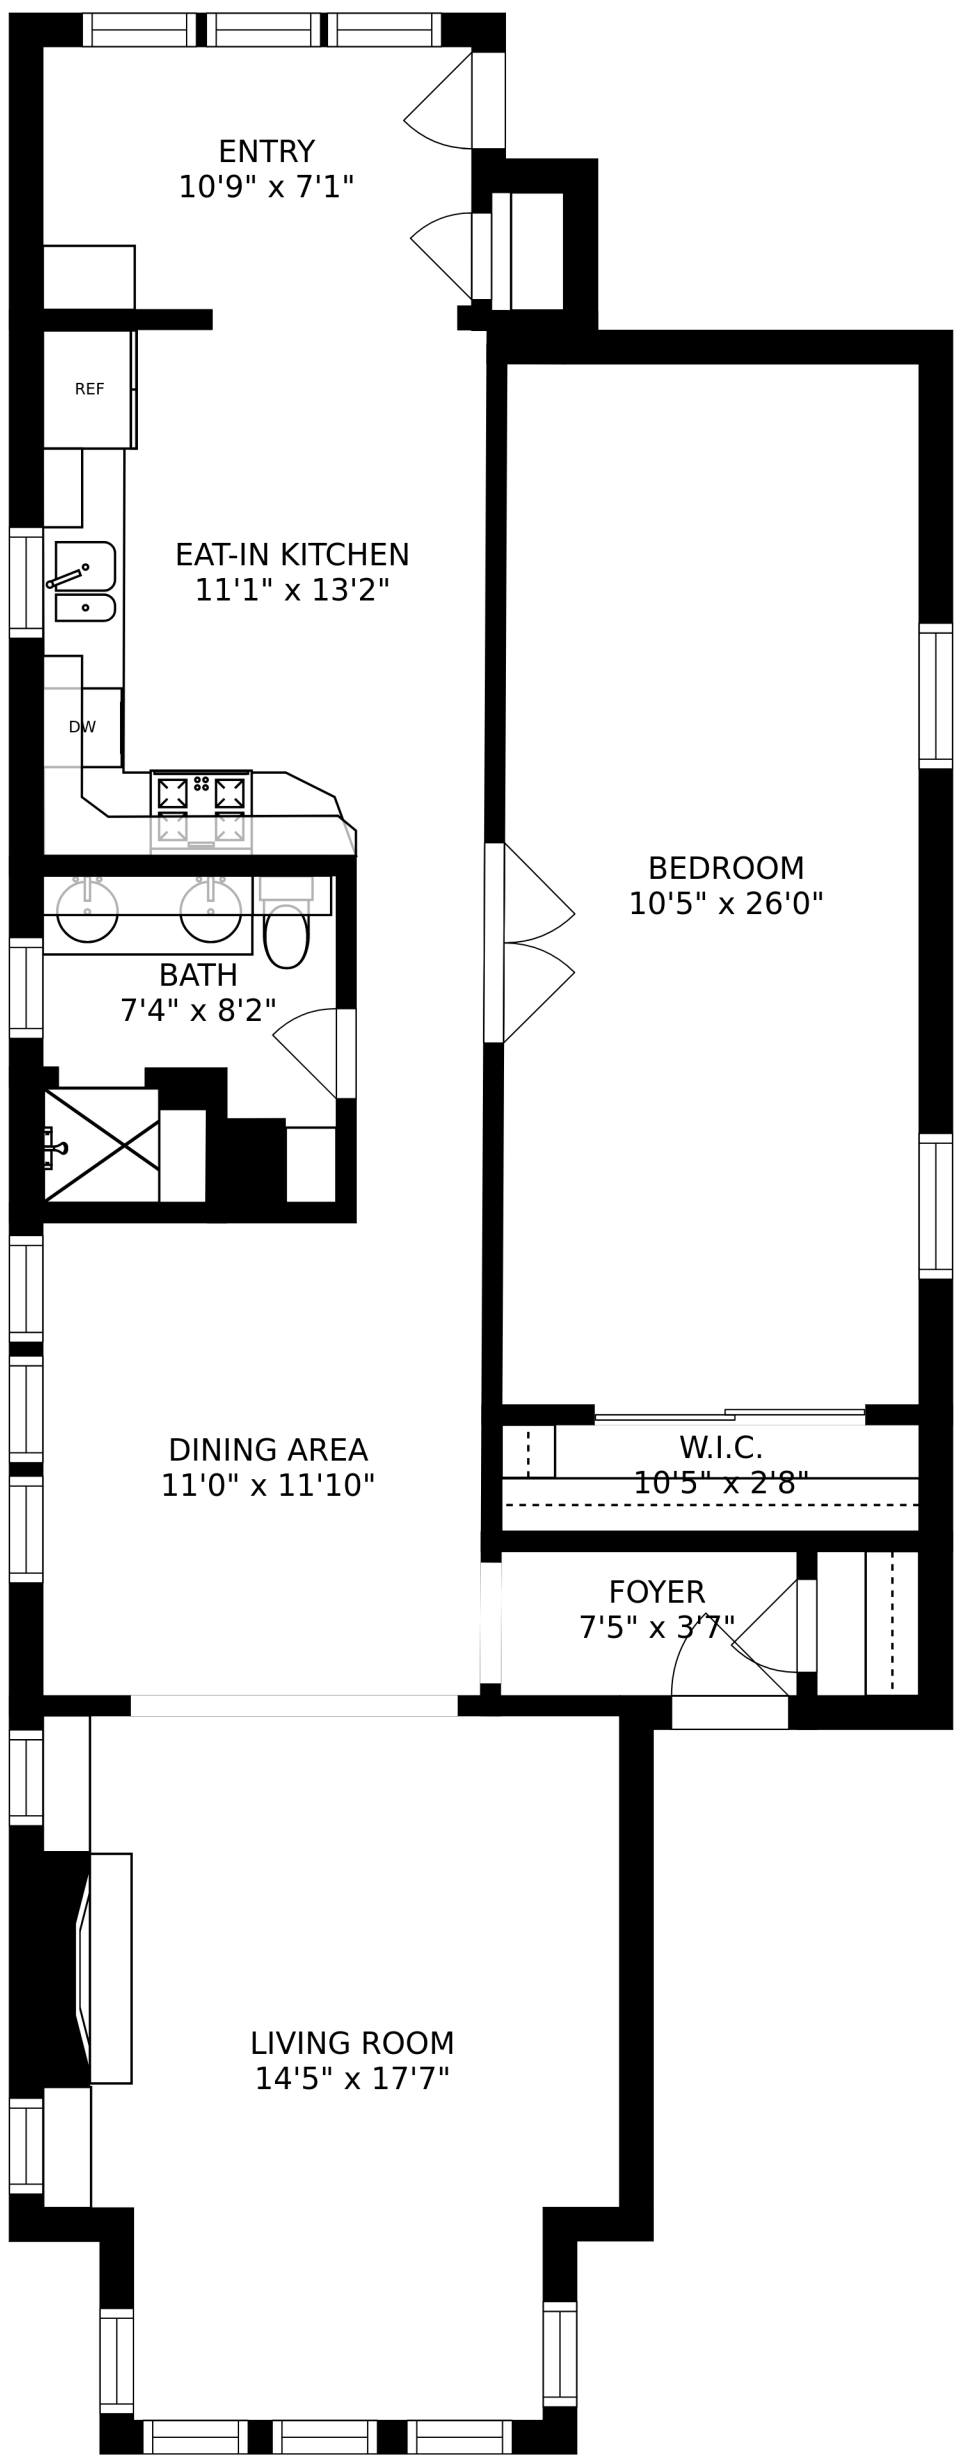 ENTRY
10'9" x 7'1"
REF
EAT-IN KITCHEN
11'1" x 13'2"
DW
BEDROOM
10'5" x 26'0"
BATH
7'4" x 8'2"
DINING AREA
11'0" x 11'10"
W.I.C.
10'5" x 2'8"
FOYER
7'5" x 3'7"
LIVING ROOM
14'5" x 17'7"